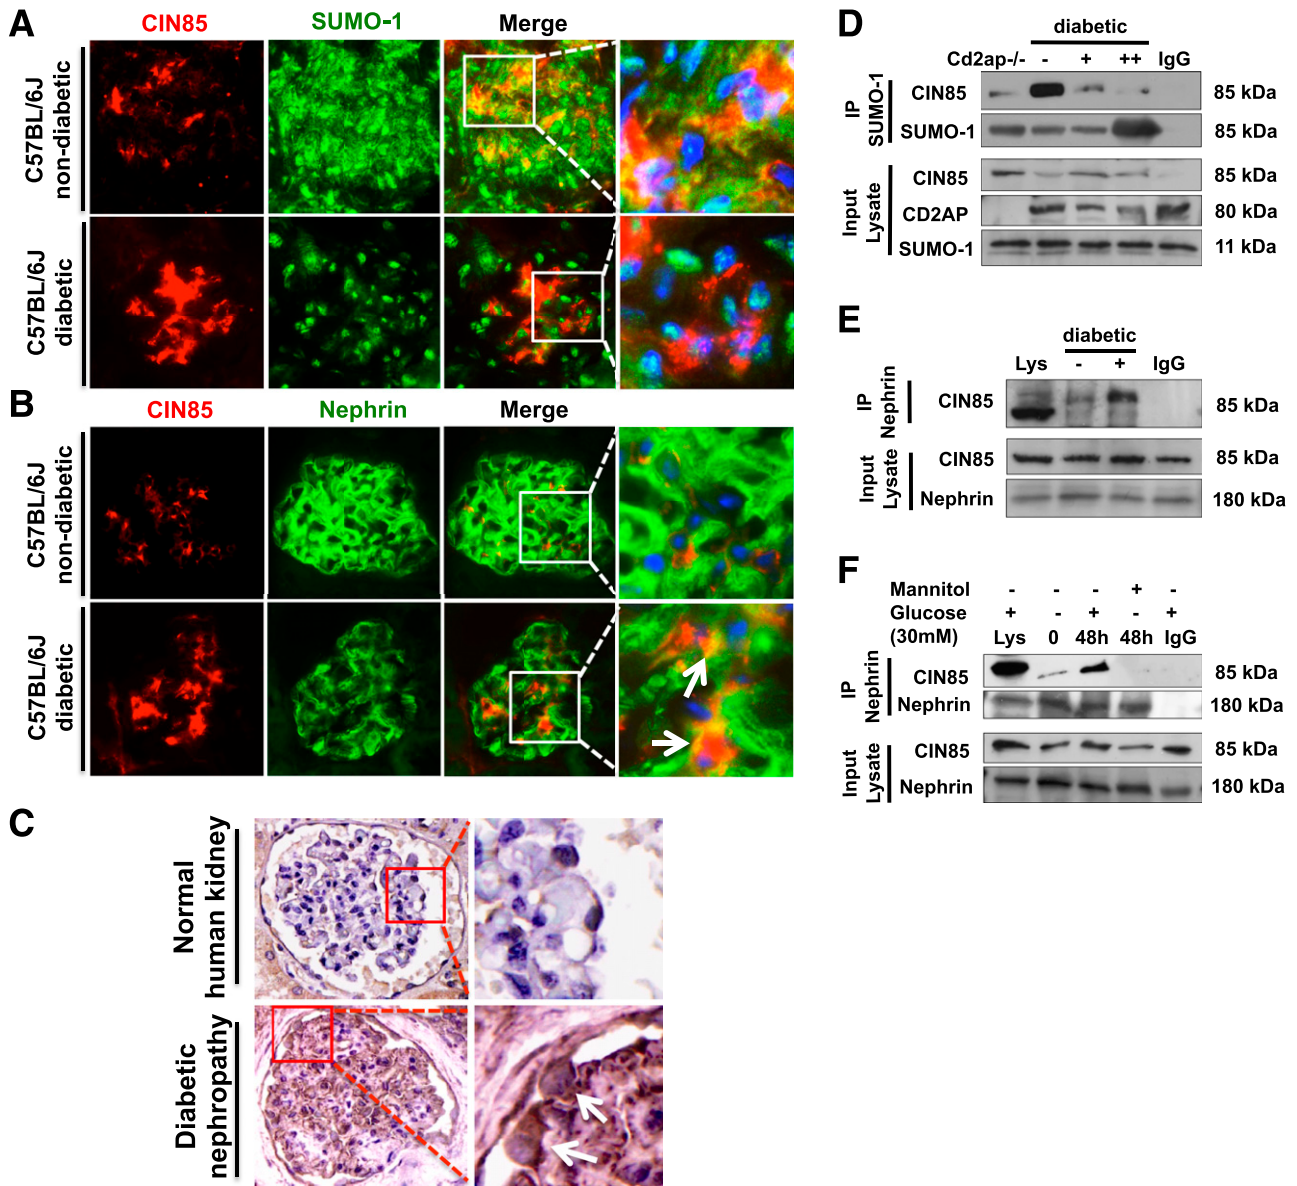 A
CIN85 SUMO-1 Merge
C57BL/6J
non-diabetic
C57BL/6J
diabetic
B
CIN85 Nephrin Merge
C57BL/6J
non-diabetic
C57BL/6J
diabetic
C
Normal
human kidney
Diabetic
nephropathy
D
diabetic
Cd2ap-/- - + ++ IgG
IP
SUMO-1
CIN85 85 kDa
SUMO-1 85 kDa
Input
Lysate
CIN85 85 kDa
CD2AP 80 kDa
SUMO-1 11 kDa
E
diabetic
Lys - + IgG
IP
Nephrin
CIN85 85 kDa
Input
Lysate
CIN85 85 kDa
Nephrin 180 kDa
F
Mannitol - - - + -
Glucose + - + - +
(30mM) Lys 0 48h 48h IgG
IP
Nephrin
CIN85 85 kDa
Nephrin 180 kDa
Input
Lysate
CIN85 85 kDa
Nephrin 180 kDa